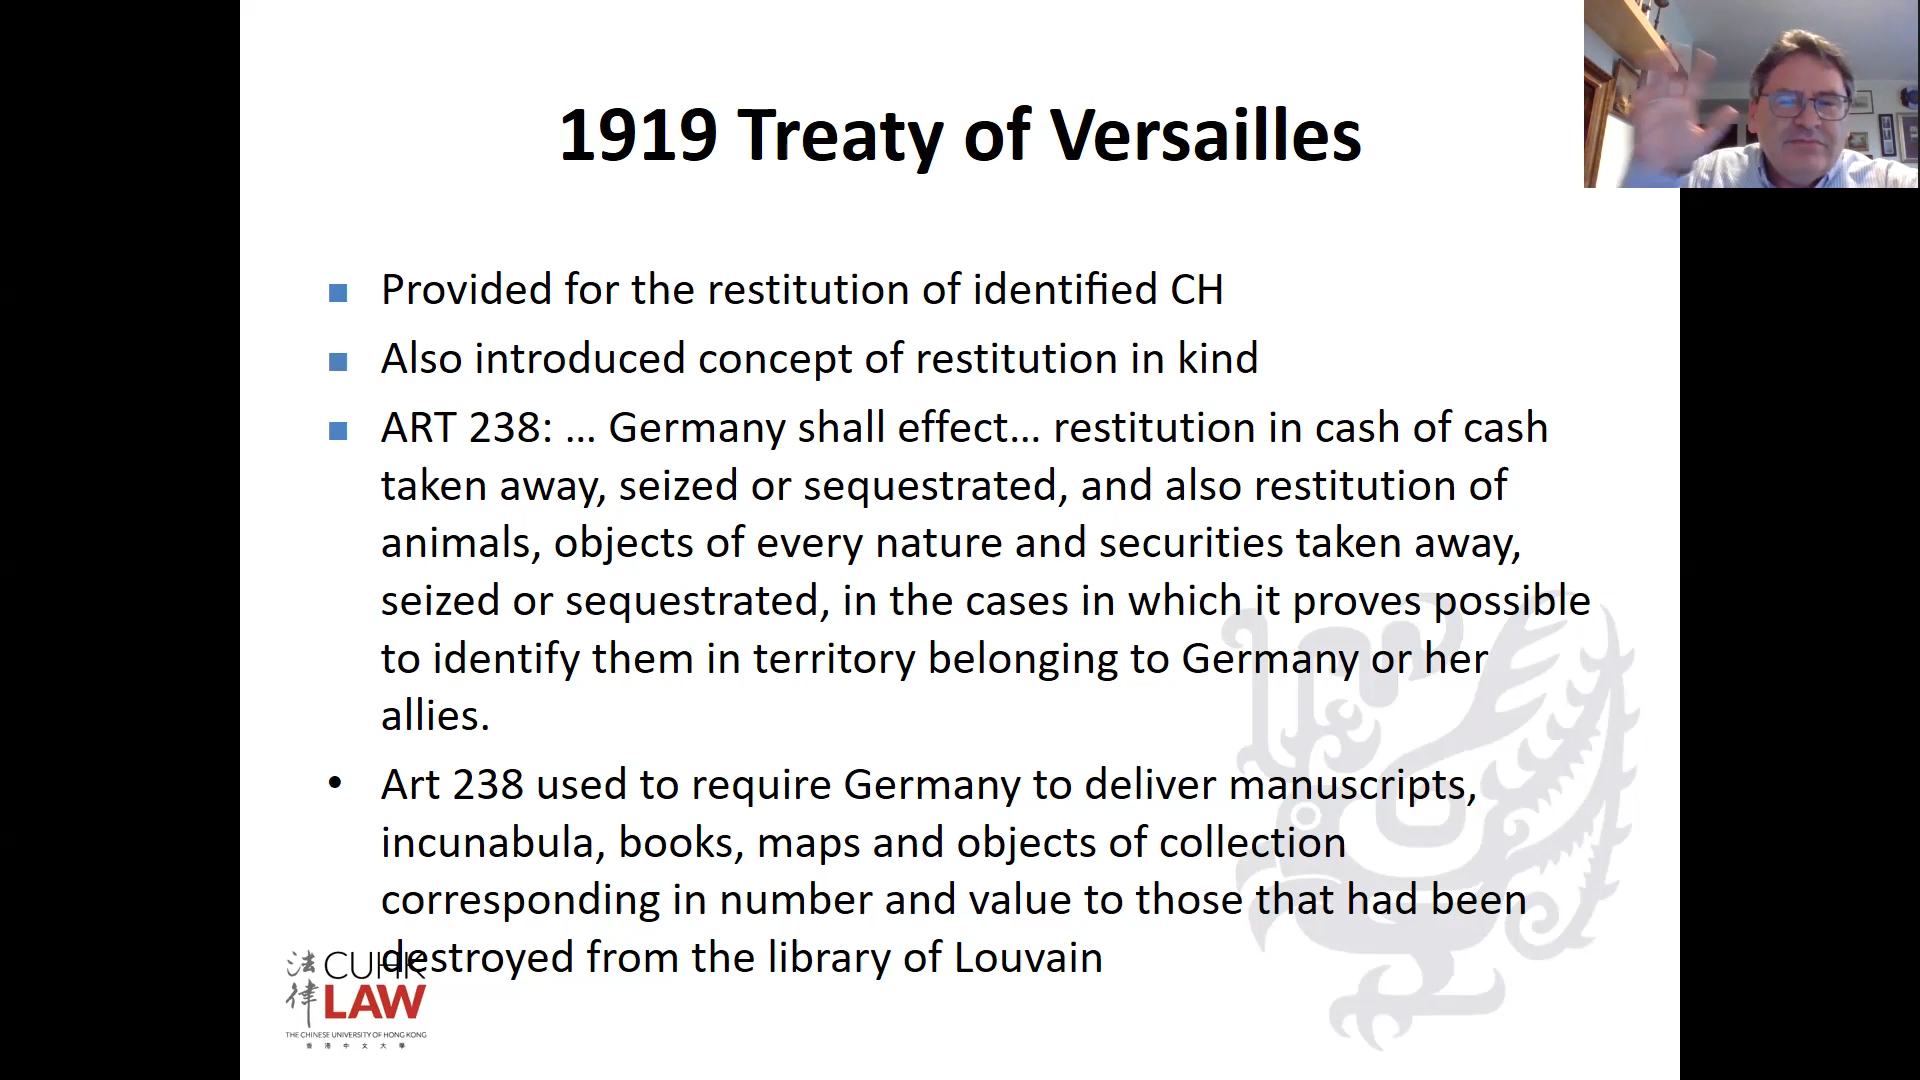 1919 Treaty of Versailles
Provided for the restitution of identified CH
Also introduced concept of restitution in kind
ART 238: ... Germany shall effect... restitution in cash of cash
taken away, seized or sequestrated, and also restitution of
animals, objects of every nature and securities taken away,
seized or sequestrated, in the cases in which it proves possible
to identify them in territory belonging to Germany or her
allies.
Art 238 used to require Germany to deliver manuscripts,
incunabula, books, maps and objects of collection
corresponding in number and value to those that had been
destroyed from the library of Louvain
法律
CUHK
LAW
THE CHINESE UNIVERSITY OF HONG KONG
香港中文大學